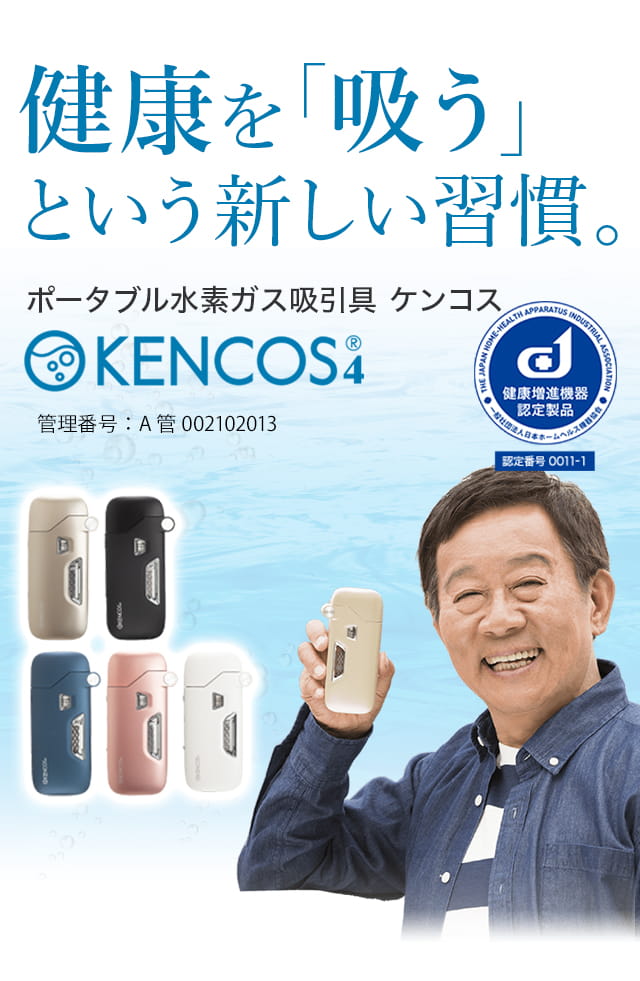 健康を「吸う」
という新しい習慣。
ポータブル水素ガス吸引具 ケンコス
KENCOS®4
管理番号：A 管 002102013
THE JAPAN HOME-HEALTH APPARATUS INDUSTRIAL ASSOCIATION
健康増進機器
認定製品
一般社団法人日本ホームヘルス機器協会
認定番号 0011-1
KENCOS4
KENCOS4
KENCOS4
KENCOS4